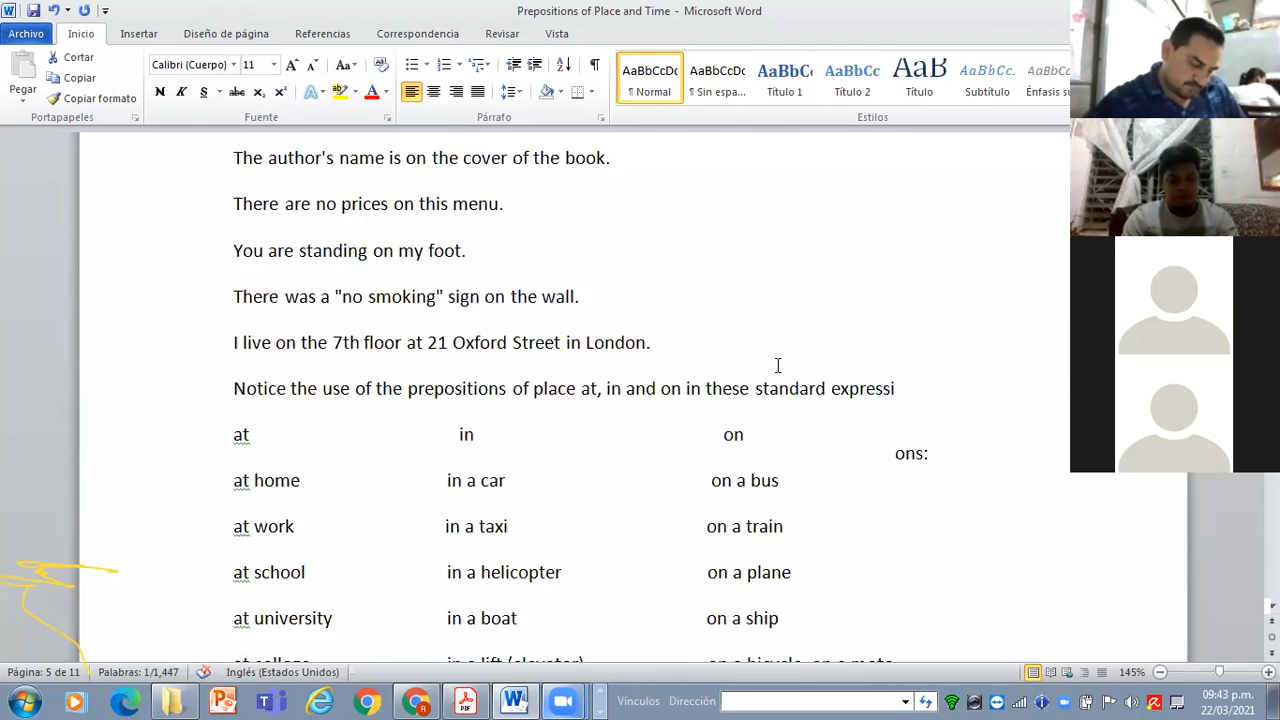 Prepositions of Place and Time - Microsoft Word
Archivo Inicio Insertar Diseño de página Referencias Correspondencia Revisar Vista
Cortar
Copiar
Copiar formato
Pegar
Calibri (Cuerpo) 11
AaBbCcDc AaBbCcDc AaBbC AaBbCc AaB AaBbCc AaBbCc
¶ Normal ¶ Sin espa... Título 1 Título 2 Título Subtítulo Énfasis s
Portapapeles Fuente Párrafo Estilos
The author's name is on the cover of the book.
There are no prices on this menu.
You are standing on my foot.
There was a "no smoking" sign on the wall.
I live on the 7th floor at 21 Oxford Street in London.
Notice the use of the prepositions of place at, in and on in these standard expressi
at in on
ons:
at home in a car on a bus
at work in a taxi on a train
at school in a helicopter on a plane
at university in a boat on a ship
at college in a lift (elevator)
Página: 5 de 11 Palabras: 1/1,447 Inglés (Estados Unidos) 145%
Vínculos Dirección
09:43 p.m.
22/03/2021